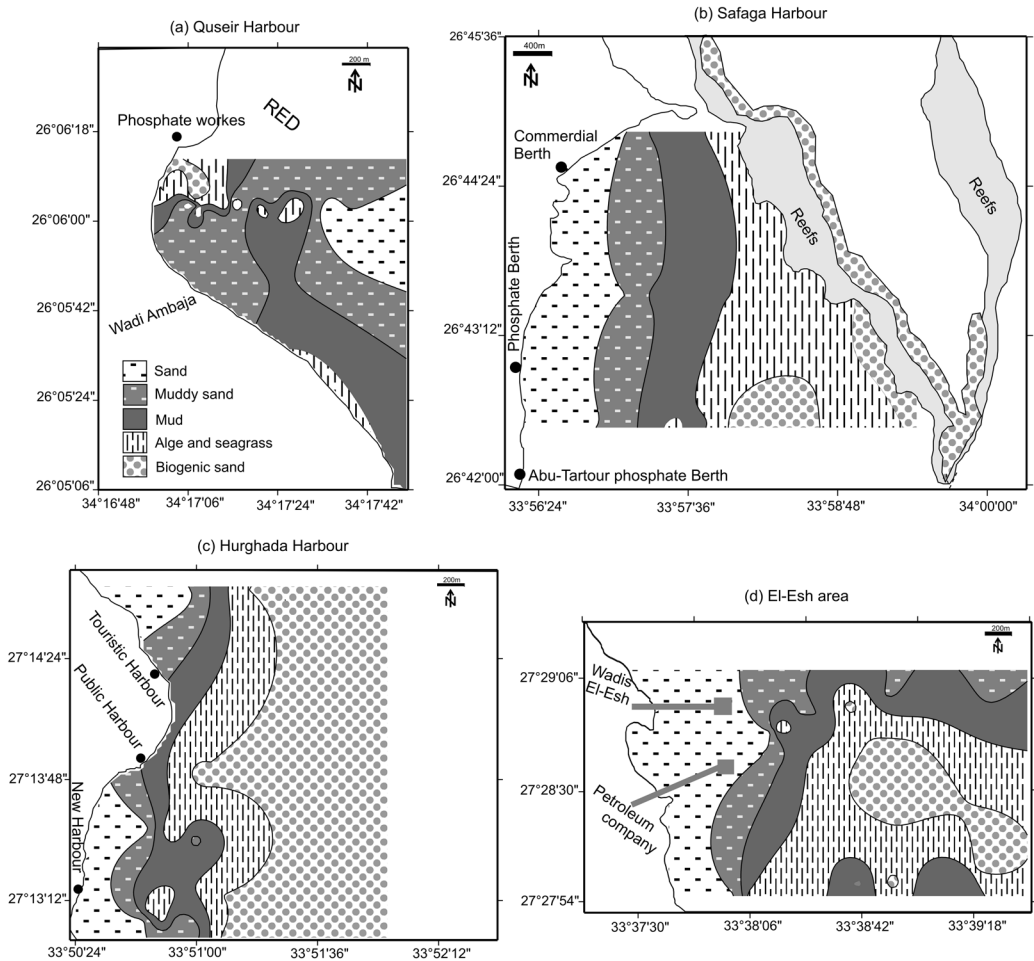 (a) Quseir Harbour
200 m
N
RED
Phosphate workes
26°06'18"
26°06'00"
26°05'42"
26°05'24"
26°05'06"
Wadi Ambaja
Sand
Muddy sand
Mud
Alge and seagrass
Biogenic sand
34°16'48"
34°17'06"
34°17'24"
34°17'42"
(b) Safaga Harbour
400m
N
26°45'36"
26°44'24"
26°43'12"
26°42'00"
Commerdial
Berth
Phosphate Berth
Abu-Tartour phosphate Berth
Reefs
Reefs
33°56'24"
33°57'36"
33°58'48"
34°00'00"
(c) Hurghada Harbour
200m
N
27°14'24"
27°13'48"
27°13'12"
Touristic Harbour
Public Harbour
New Harbour
33°50'24"
33°51'00"
33°51'36"
33°52'12"
(d) El-Esh area
200m
N
27°29'06"
27°28'30"
27°27'54"
Wadis
El-Esh
Petroleum
company
33°37'30"
33°38'06"
33°38'42"
33°39'18"